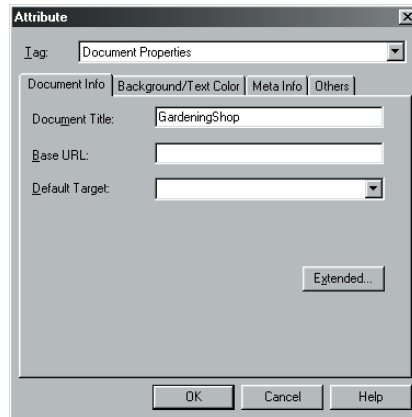 Attribute
Tag: Document Properties
Document Info Background/Text Color Meta Info Others
Document Title: GardeningShop
Base URL:
Default Target:
Extended...
OK Cancel Help